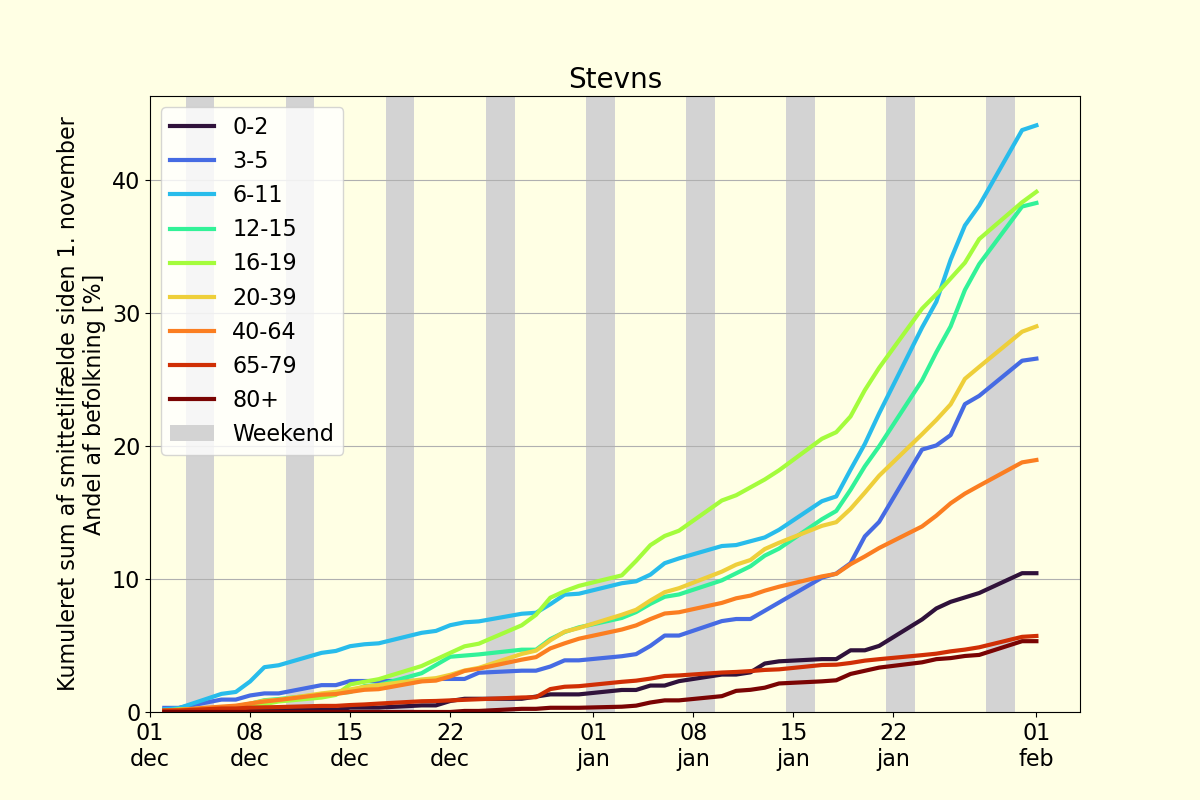 Stevns
Kumuleret sum af smittetilfælde siden 1. november
Andel af befolkning [%]
40
30
20
10
0
0-2
3-5
6-11
12-15
16-19
20-39
40-64
65-79
80+
Weekend
01 08 15 22 01 08 15 22 01
dec dec dec dec jan jan jan jan feb